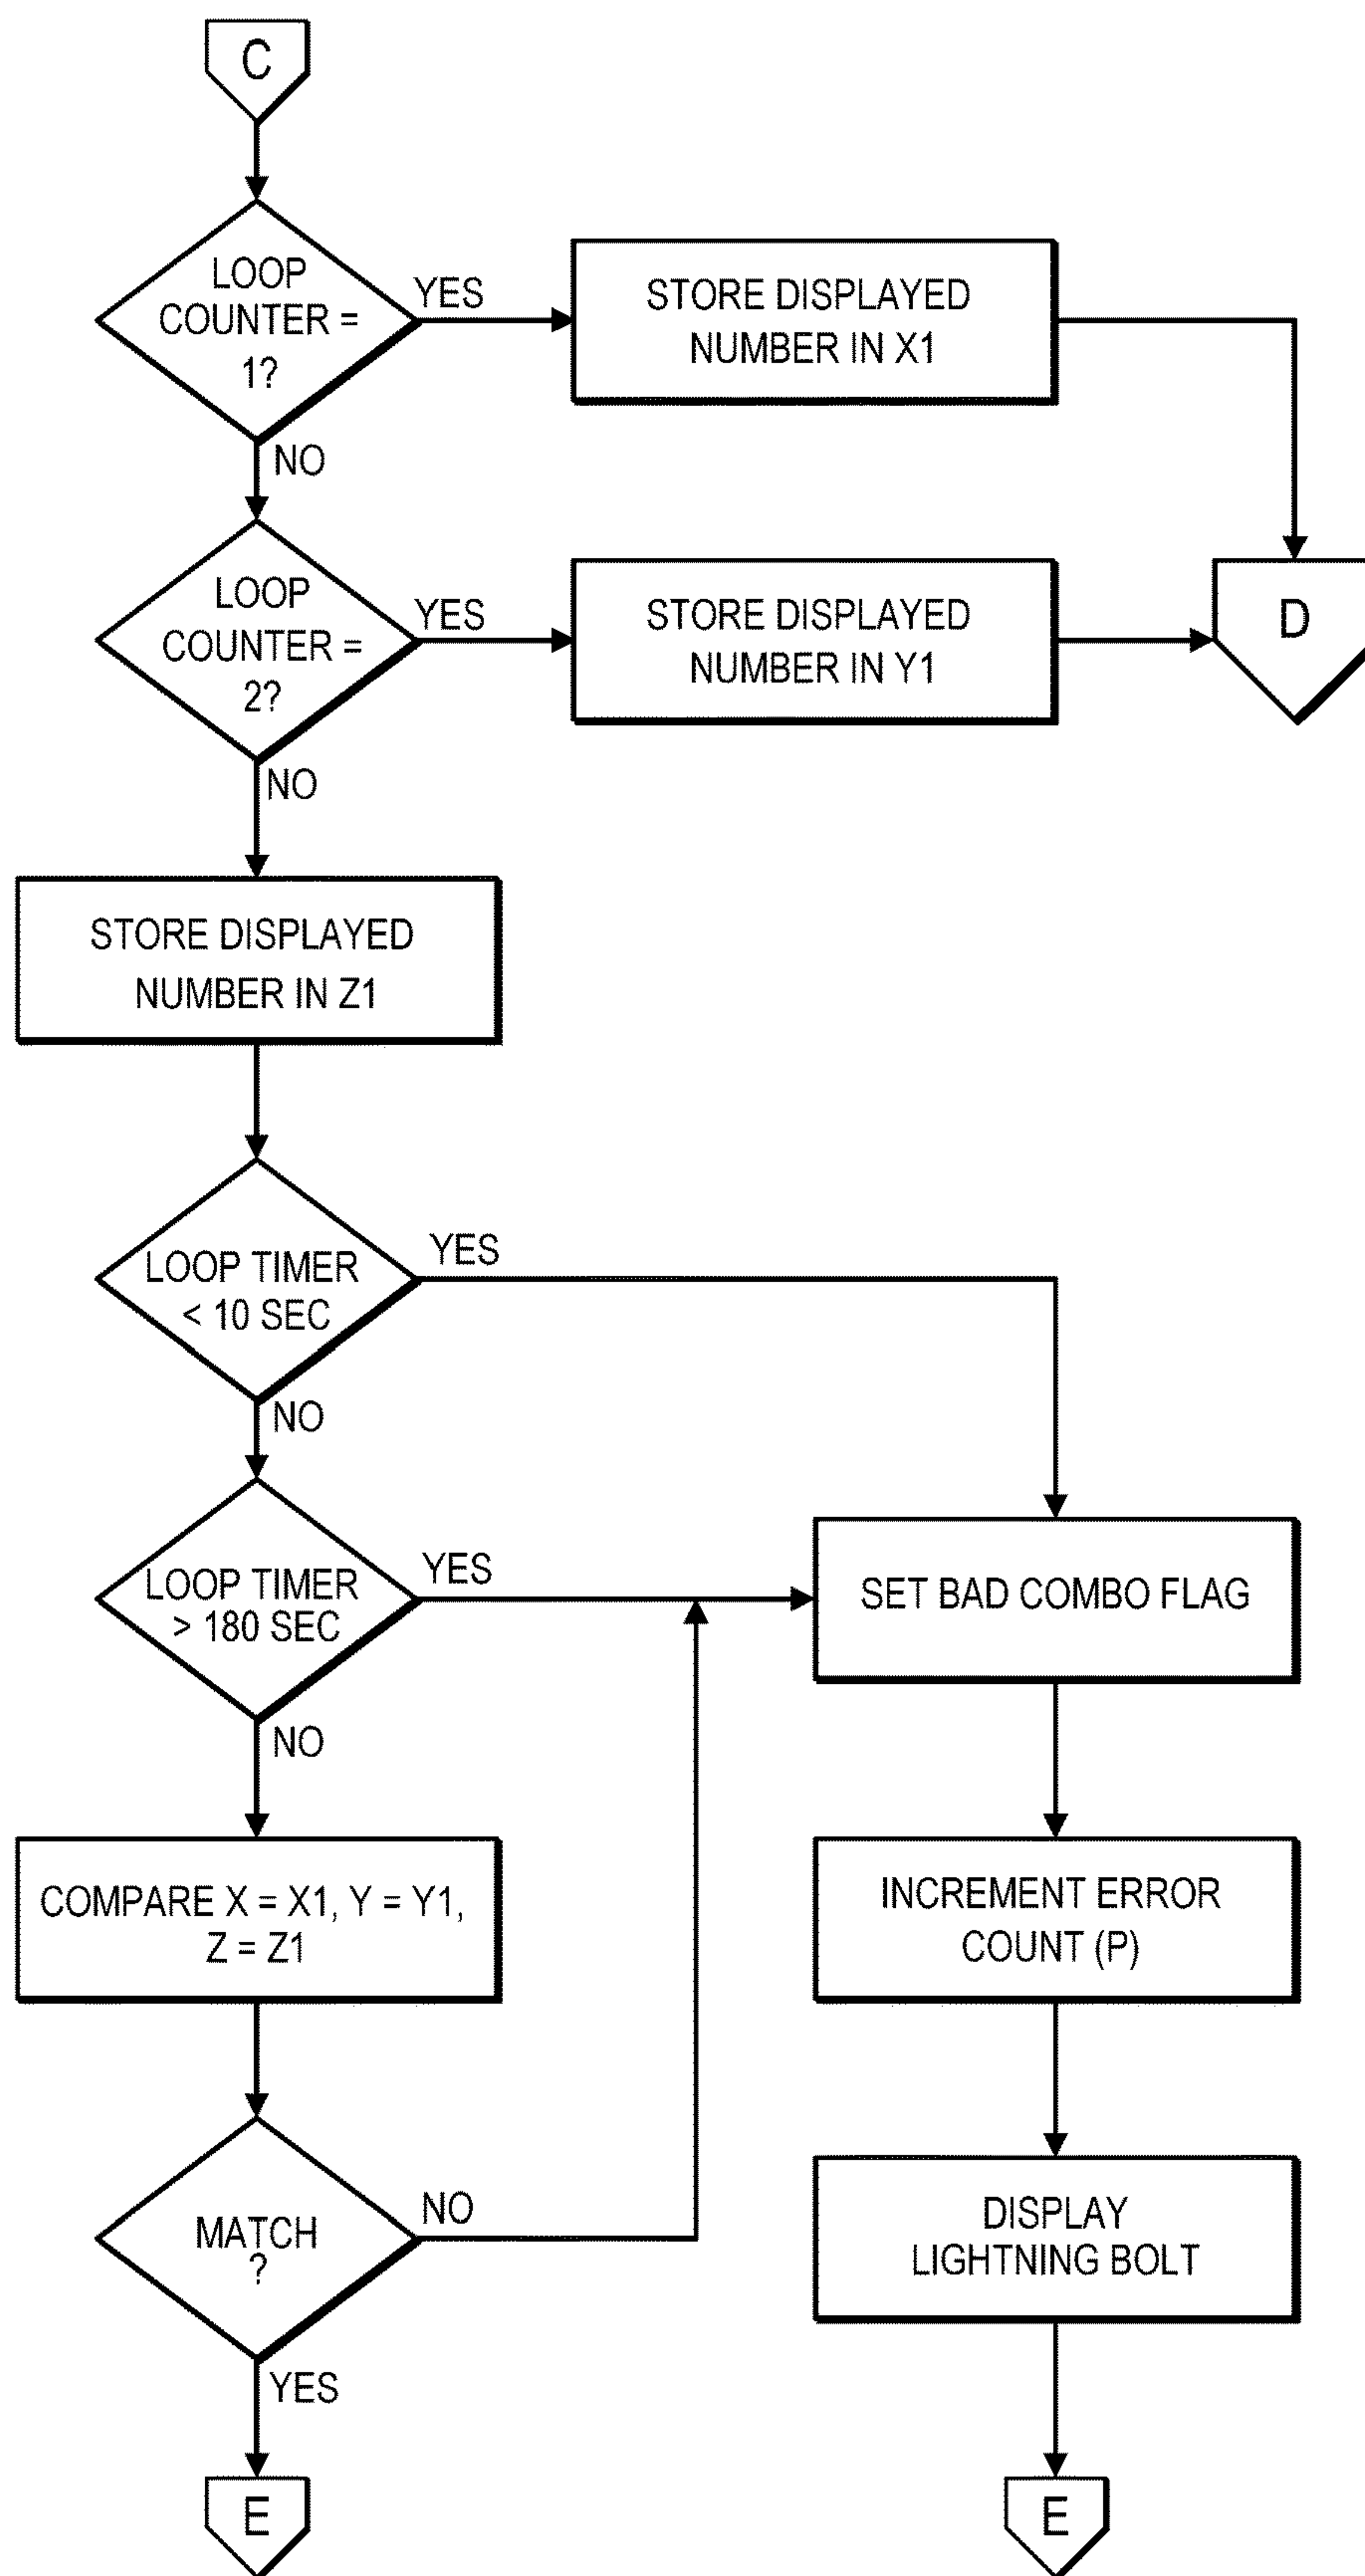 C
LOOP
COUNTER =
1?
YES
STORE DISPLAYED
NUMBER IN X1
NO
LOOP
COUNTER =
2?
YES
STORE DISPLAYED
NUMBER IN Y1
D
NO
STORE DISPLAYED
NUMBER IN Z1
LOOP TIMER
< 10 SEC
YES
NO
LOOP TIMER
> 180 SEC
YES
SET BAD COMBO FLAG
NO
COMPARE X = X1, Y = Y1,
Z = Z1
INCREMENT ERROR
COUNT (P)
MATCH
?
NO
DISPLAY
LIGHTNING BOLT
YES
E
E